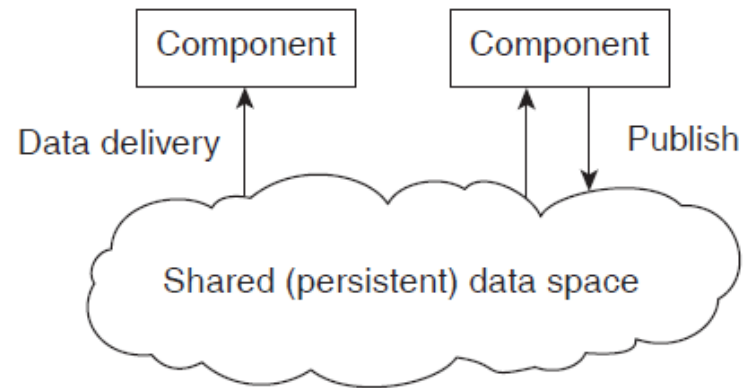 Component
Component
Data delivery
Publish
Shared (persistent) data space